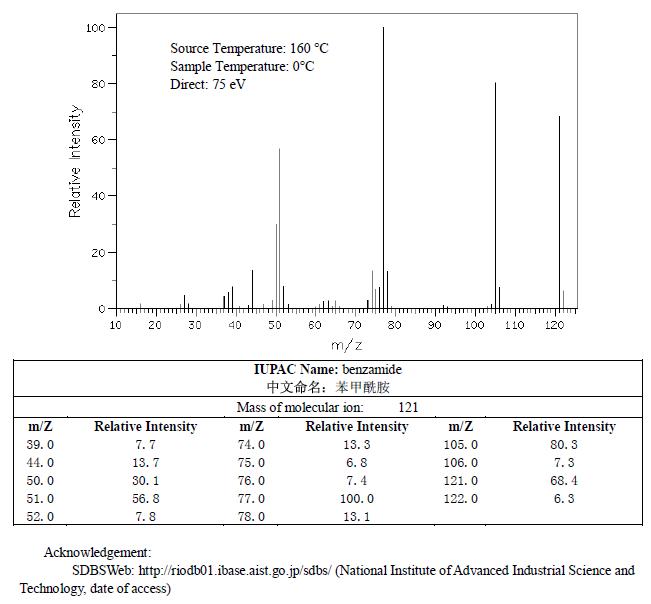 100
80
60
40
20
0
Relative Intensity
Source Temperature: 160 °C
Sample Temperature: 0°C
Direct: 75 eV
10 20 30 40 50 60 70 80 90 100 110 120
m/z
IUPAC Name: benzamide
中文命名：苯甲酰胺
Mass of molecular ion: 121
m/Z Relative Intensity m/Z Relative Intensity m/Z Relative Intensity
39.0 7.7 74.0 13.3 105.0 80.3
44.0 13.7 75.0 6.8 106.0 7.3
50.0 30.1 76.0 7.4 121.0 68.4
51.0 56.8 77.0 100.0 122.0 6.3
52.0 7.8 78.0 13.1
Acknowledgement:
SDBSWeb: http://riodb01.ibase.aist.go.jp/sdbs/ (National Institute of Advanced Industrial Science and
Technology, date of access)